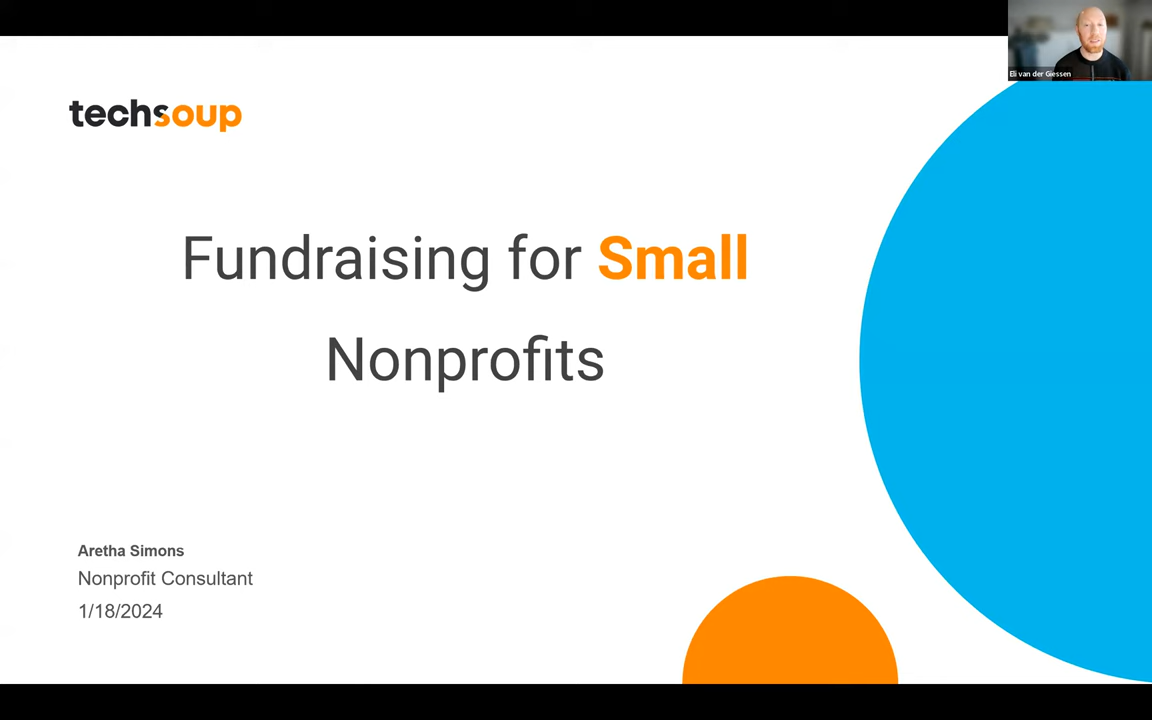 Eli van der Giessen
techsoup
Fundraising for Small
Nonprofits
Aretha Simons
Nonprofit Consultant
1/18/2024